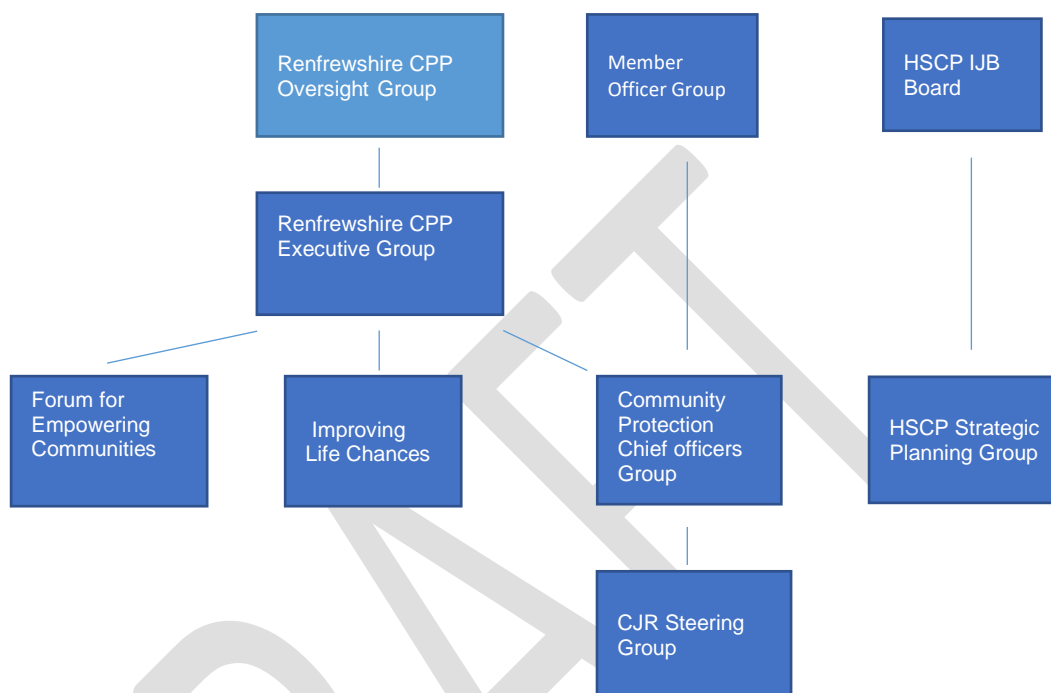 Renfrewshire CPP
Oversight Group
Member
Officer Group
HSCP IJB
Board
Renfrewshire CPP
Executive Group
Forum for
Empowering
Communities
Improving
Life Chances
Community
Protection
Chief officers
Group
HSCP Strategic
Planning Group
CJR Steering
Group
DRAFT